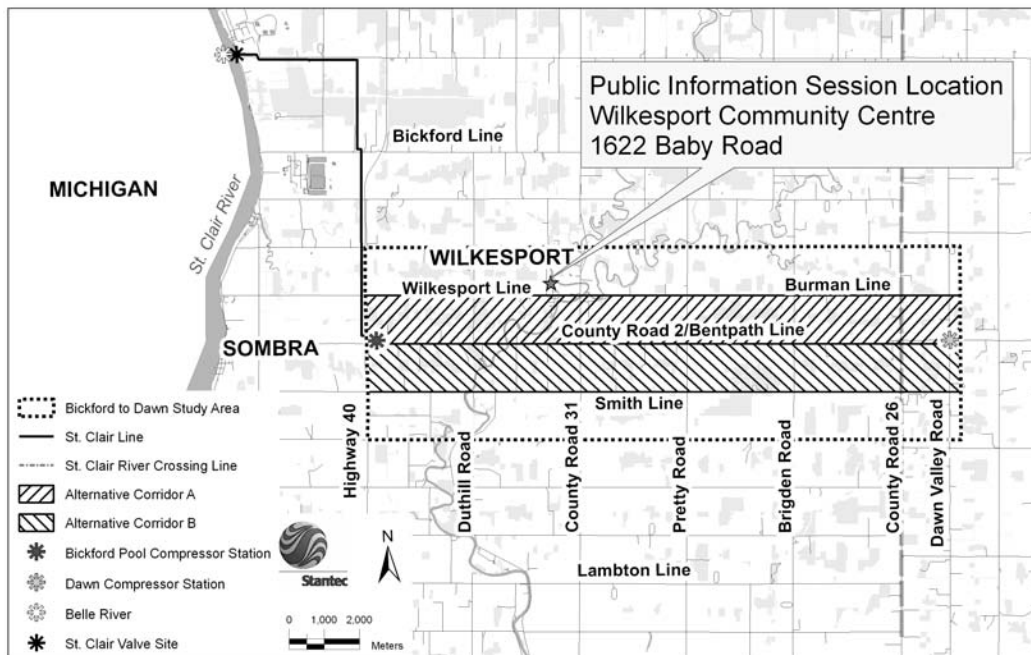 Public Information Session Location
Wilkesport Community Centre
1622 Baby Road
Bickford Line
MICHIGAN
St. Clair River
WILKESPORT
Wilkesport Line
Burman Line
County Road 2/Bentpath Line
SOMBRA
Smith Line
Highway 40
Duthill Road
County Road 31
Pretty Road
Brigden Road
County Road 26
Dawn Valley Road
Lambton Line
Bickford to Dawn Study Area
St. Clair Line
St. Clair River Crossing Line
Alternative Corridor A
Alternative Corridor B
Bickford Pool Compressor Station
Dawn Compressor Station
Belle River
St. Clair Valve Site
Stantec
N
0 1,000 2,000
Meters